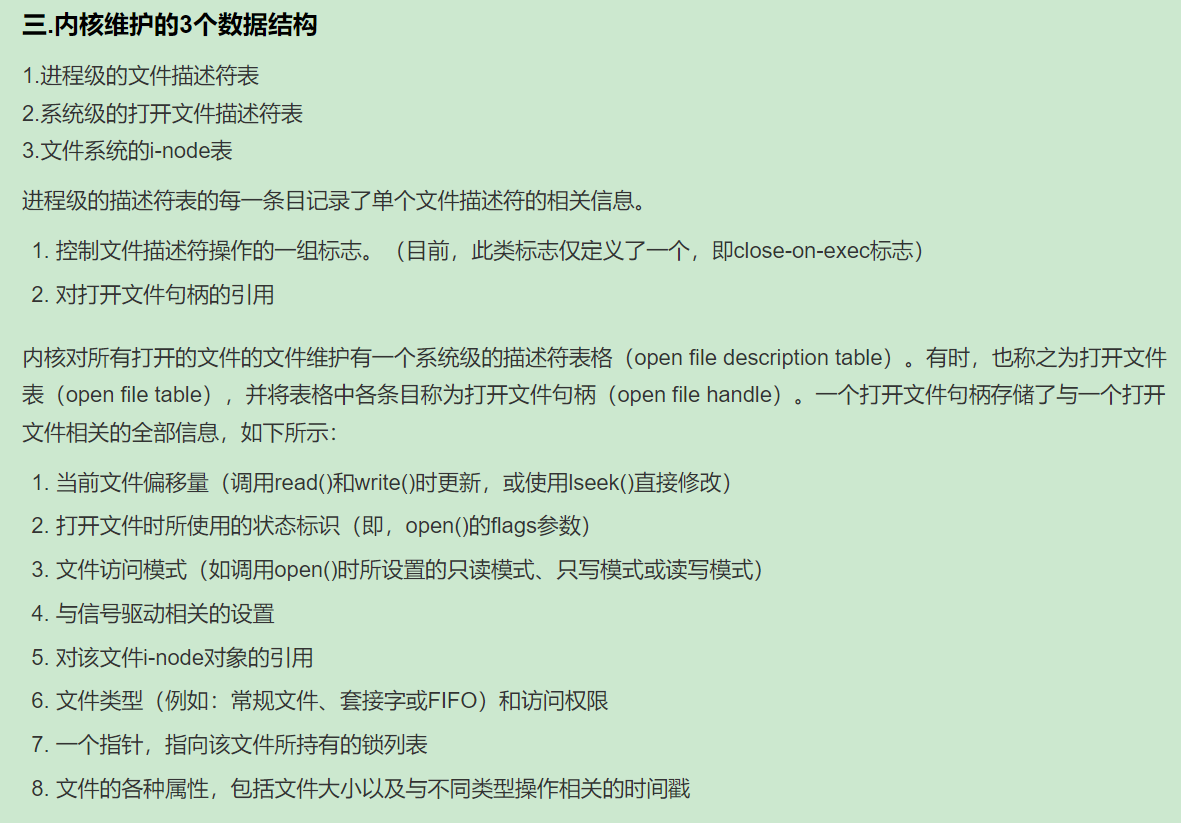 三.内核维护的3个数据结构
1.进程级的文件描述符表
2.系统级的打开文件描述符表
3.文件系统的i-node表
进程级的描述符表的每一条目记录了单个文件描述符的相关信息。
1. 控制文件描述符操作的一组标志。（目前，此类标志仅定义了一个，即close-on-exec标志）
2. 对打开文件句柄的引用
内核对所有打开的文件的文件维护有一个系统级的描述符表格（open file description table）。有时，也称之为打开文件
表（open file table），并将表格中各条目称为打开文件句柄（open file handle）。一个打开文件句柄存储了与一个打开
文件相关的全部信息，如下所示：
1. 当前文件偏移量（调用read()和write()时更新，或使用lseek()直接修改）
2. 打开文件时所使用的状态标识（即，open()的flags参数）
3. 文件访问模式（如调用open()时所设置的只读模式、只写模式或读写模式）
4. 与信号驱动相关的设置
5. 对该文件i-node对象的引用
6. 文件类型（例如：常规文件、套接字或FIFO）和访问权限
7. 一个指针，指向该文件所持有的锁列表
8. 文件的各种属性，包括文件大小以及与不同类型操作相关的时间戳